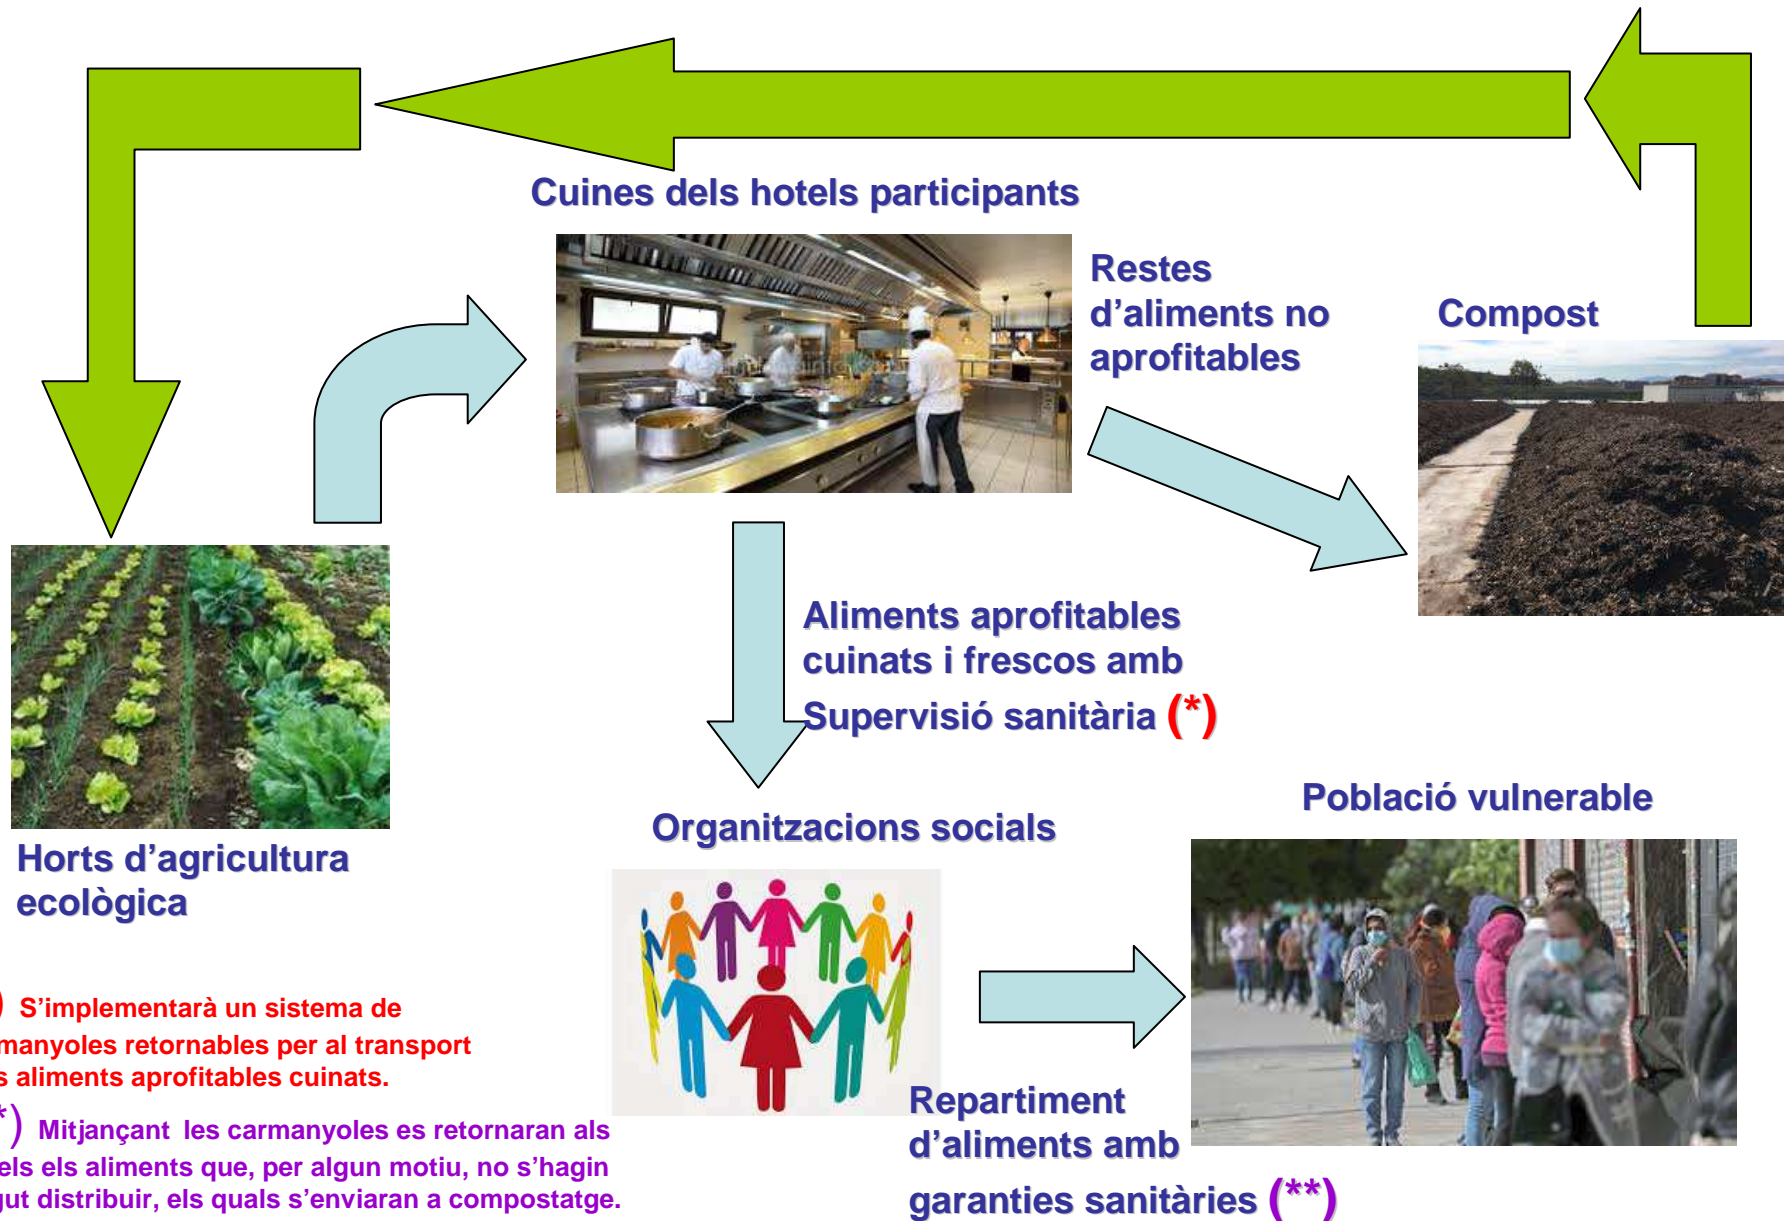 Cuines dels hotels participants
Restes
d’aliments no
aprofitables
Compost
Aliments aprofitables
cuinats i frescos amb
Supervisió sanitària (*)
Població vulnerable
Organitzacions socials
Horts d’agricultura
ecològica
) S’implementarà un sistema de
manyoles retornables per al transport
s aliments aprofitables cuinats.
*) Mitjançant les carmanyoles es retornaran als
els els aliments que, per algun motiu, no s’hagin
gut distribuir, els quals s’enviaran a compostatge.
Repartiment
d’aliments amb
garanties sanitàries (**)